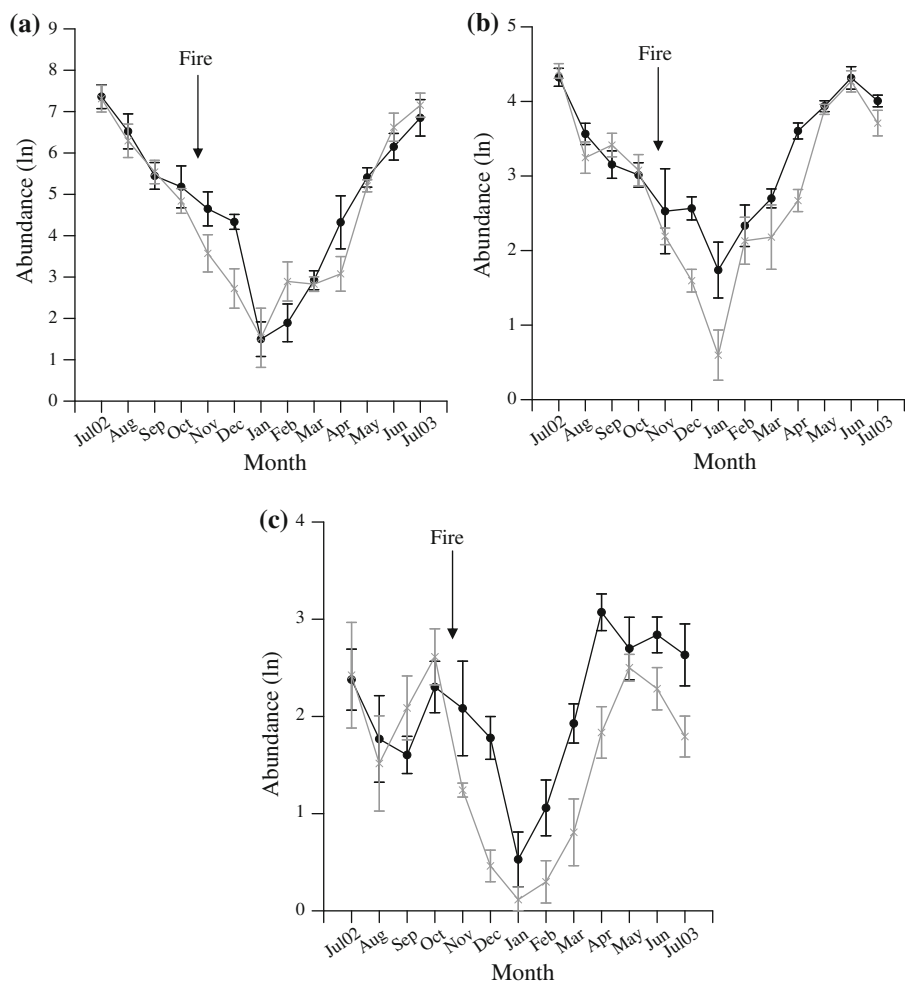 (a)
Fire
Abundance (ln)
9
8
7
6
5
4
3
2
1
0
Jul02 Aug Sep Oct Nov Dec Jan Feb Mar Apr May Jun Jul03
Month
(b)
Fire
Abundance (ln)
5
4
3
2
1
0
Jul02 Aug Sep Oct Nov Dec Jan Feb Mar Apr May Jun Jul03
Month
(c)
Fire
Abundance (ln)
4
3
2
1
0
Jul02 Aug Sep Oct Nov Dec Jan Feb Mar Apr May Jun Jul03
Month